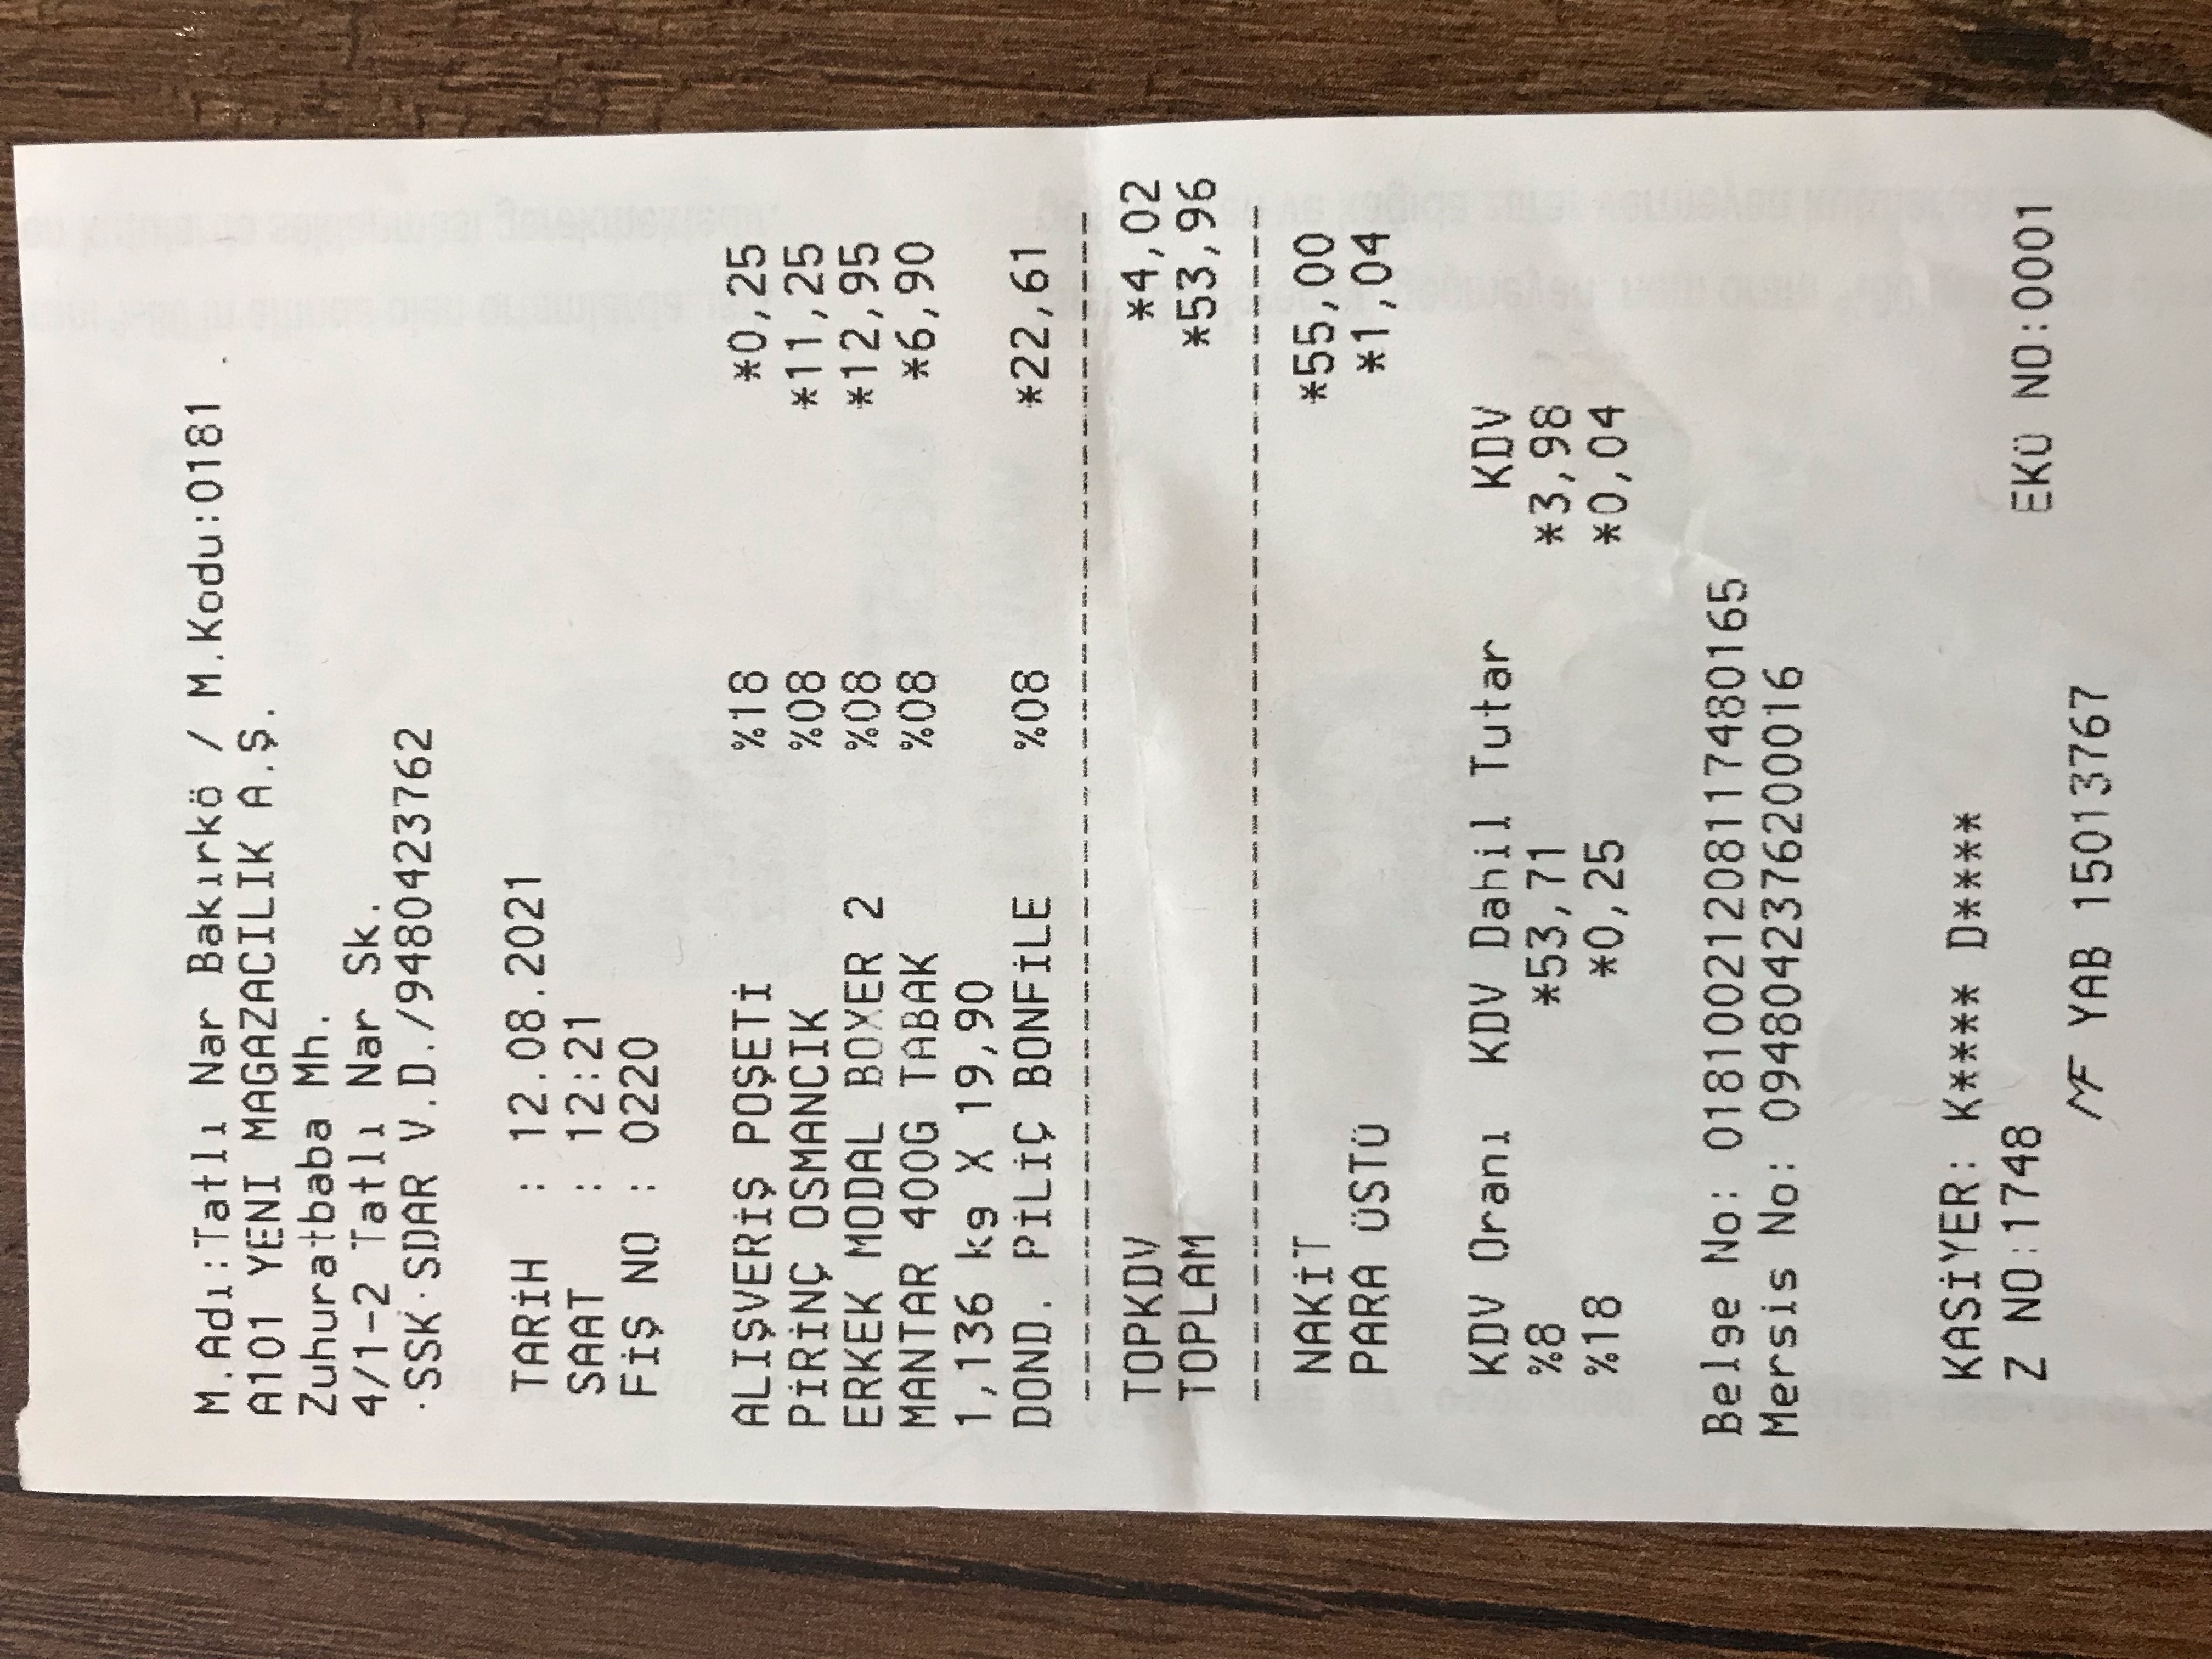 M.Adı:Tatlı Nar Bakırkö / M.Kodu:0181
A101 YENI MAGAZACILIK A.Ş.
Zuhuratbaba Mh.
4/1-2 Tatlı Nar Sk.
·SSK·SDAR V.D./9480423762
TARİH : 12.08.2021
SAAT : 12:21
FİŞ NO : 0220
ALIŞVERİŞ POŞETİ %18 *0,25
PİRİNÇ OSMANCIK %08 *11,25
ERKEK MODAL BOXER 2 %08 *12,95
MANTAR 400G TABAK %08 *6,90
1,136 kg X 19,90
DOND. PİLİÇ BONFİLE %08 *22,61
TOPKDV *4,02
TOPLAM *53,96
NAKİT *55,00
PARA ÜSTÜ *1,04
KDV Oranı KDV Dahil Tutar KDV
%8 *53,71 *3,98
%18 *0,25 *0,04
Belge No: 01810021208117480165
Mersis No: 0948042376200016
KASİYER: K**** D****
Z NO:1748 EKÜ NO:0001
MF YAB 15013767